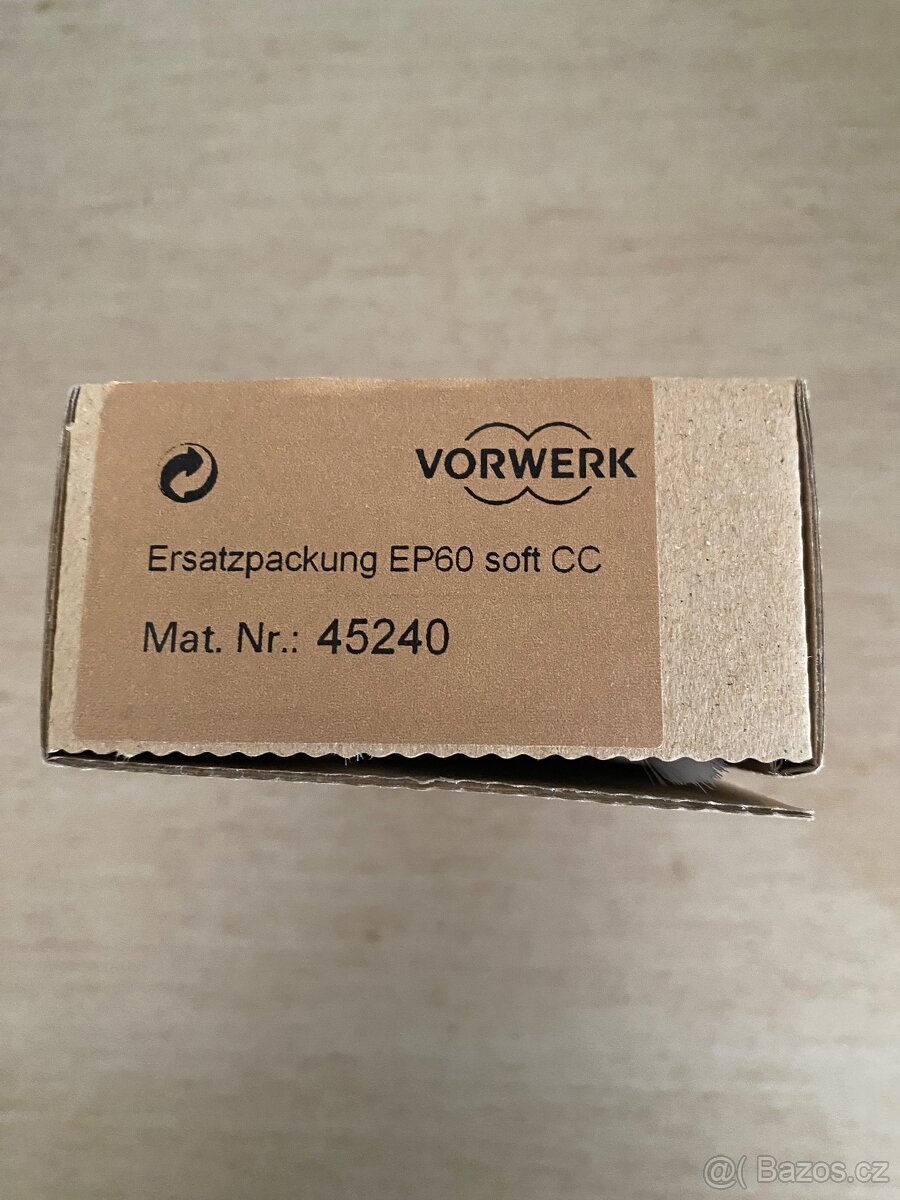 VORWERK
Ersatzpackung EP60 soft CC
Mat. Nr.: 45240
@( Bazos.cz